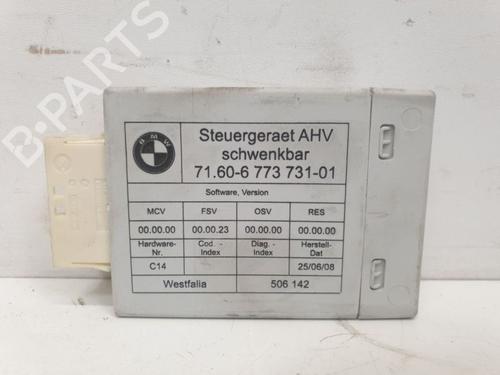 B-PARTS
BMW
Steuergeraet AHV
schwenkbar
71.60-6 773 731-01
Software, Version
MCV FSV OSV RES
00.00.00 00.00.23 00.00.00 00.00.00
Hardware-Nr. Cod. -Index Diag. -Index Herstell-Dat
C14 25/06/08
Westfalia 506 142